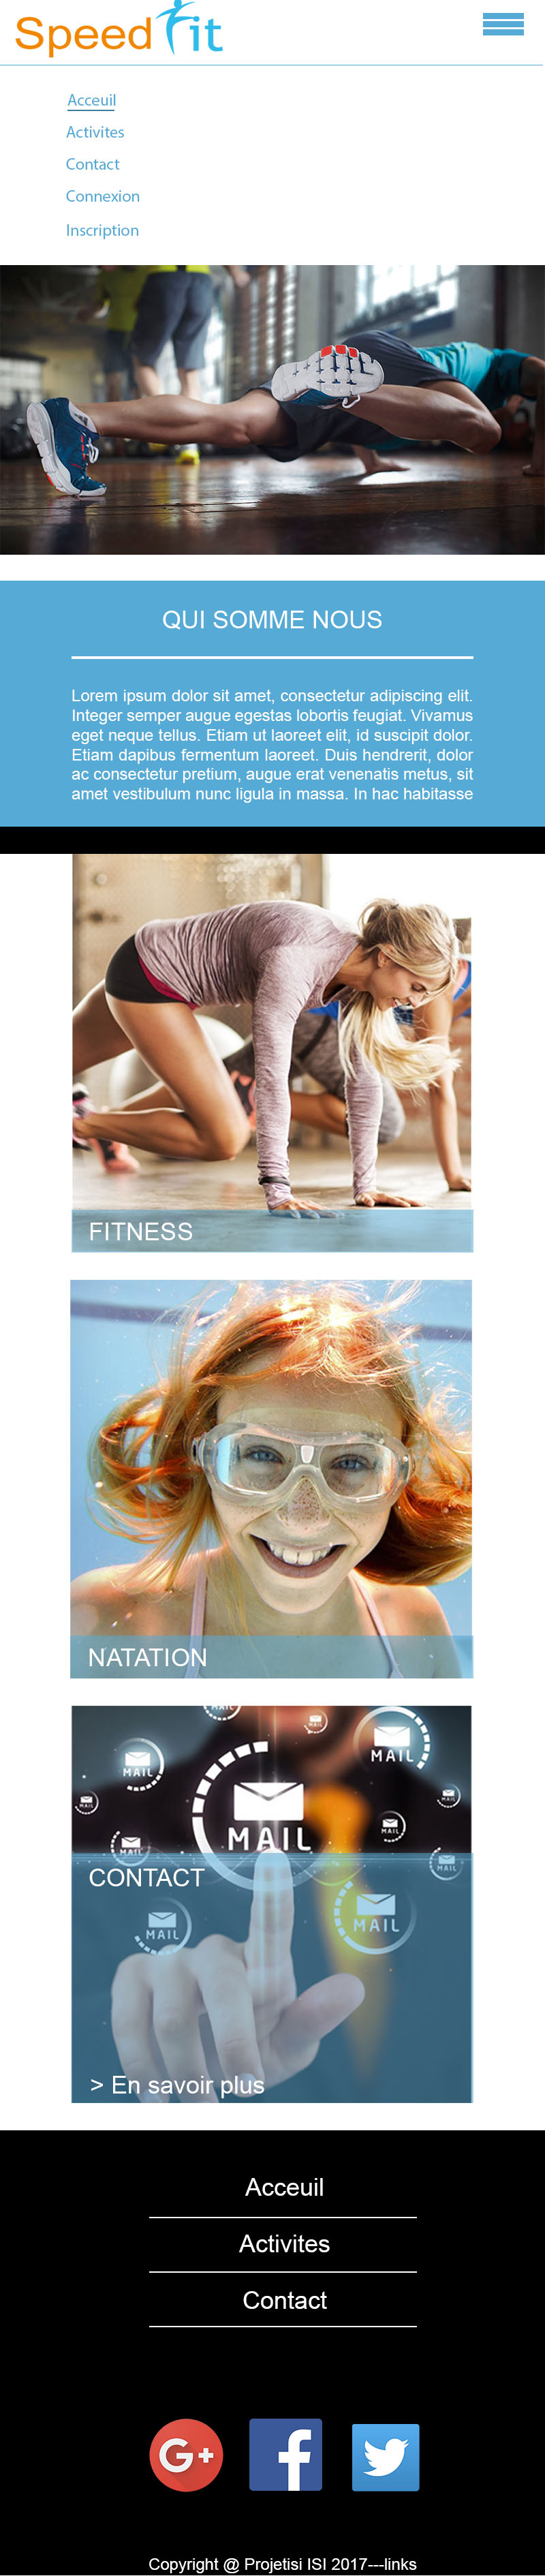 Speed Fit
Acceuil
Activites
Contact
Connexion
Inscription
QUI SOMME NOUS
Lorem ipsum dolor sit amet, consectetur adipiscing elit.
Integer semper augue egestas lobortis feugiat. Vivamus
eget neque tellus. Etiam ut laoreet elit, id suscipit dolor.
Etiam dapibus fermentum laoreet. Duis hendrerit, dolor
ac consectetur pretium, augue erat venenatis metus, sit
amet vestibulum nunc ligula in massa. In hac habitasse
FITNESS
NATATION
MAIL
MAIL
MAIL
MAIL
MAIL
MAIL
MAIL
MAIL
MAIL
MAIL
CONTACT
MAIL
MAIL
> En savoir plus
Acceuil
Activites
Contact
G+ f
Copyright @ Projetisi ISI 2017---links